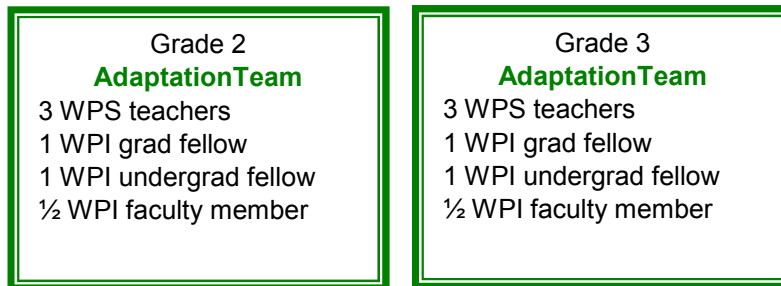 Grade 2
AdaptationTeam
3 WPS teachers
1 WPI grad fellow
1 WPI undergrad fellow
½ WPI faculty member
Grade 3
AdaptationTeam
3 WPS teachers
1 WPI grad fellow
1 WPI undergrad fellow
½ WPI faculty member